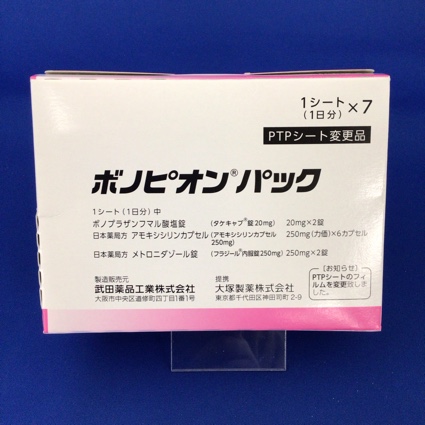 1シート ×7
（1日分）
PTPシート変更品
ボノピオン®パック
1シート（1日分）中
ボノプラザンフマル酸塩錠 （タケキャブ®錠20mg） 20mg×2錠
日本薬局方 アモキシシリンカプセル （アモキシシリンカプセル 250mg（力価）×6カプセル
250mg）
日本薬局方 メトロニダゾール錠 （フラジール®内服錠250mg） 250mg×2錠
〔お知らせ〕
PTPシートのフィ
ルムを変更致しま
した。
製造販売元
武田薬品工業株式会社
大阪市中央区道修町四丁目1番1号
提携
大塚製薬株式会社
東京都千代田区神田司町2-9